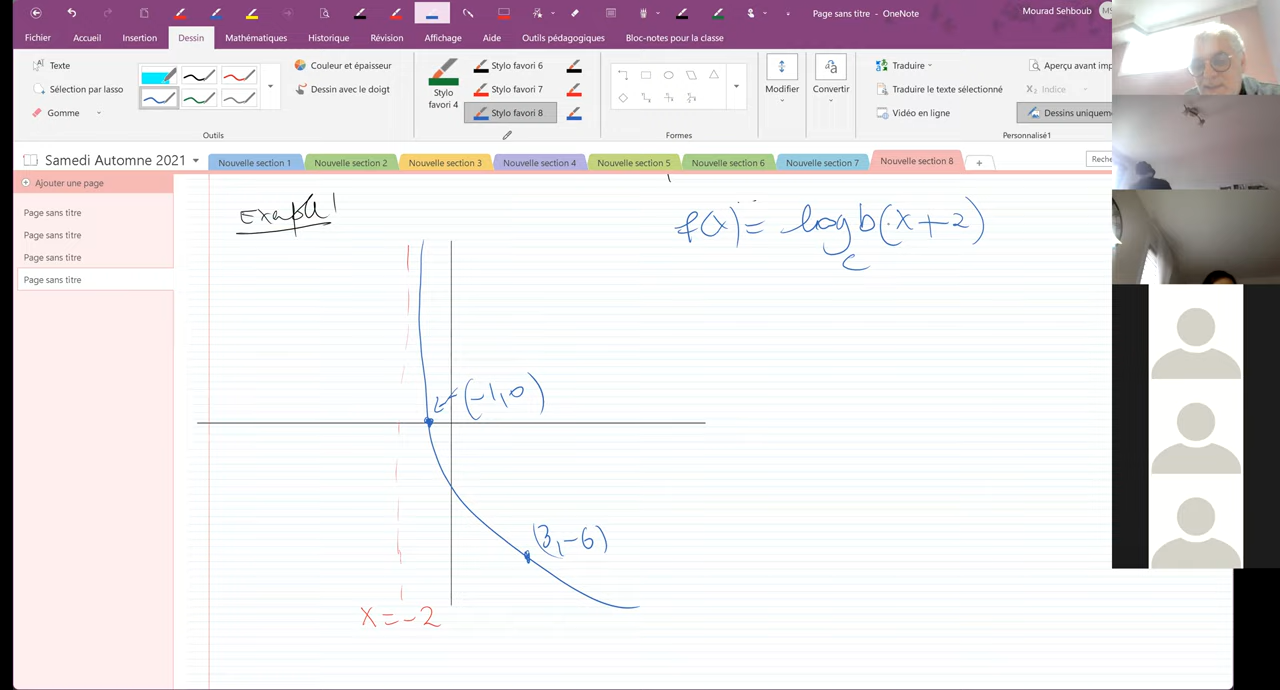 Page sans titre - OneNote
Mourad Sehboub
Fichier Accueil Insertion Dessin Mathématiques Historique Révision Affichage Aide Outils pédagogiques Bloc-notes pour la classe
Texte
Sélection par lasso
Gomme
Outils
Couleur et épaisseur
Dessin avec le doigt
Stylo favori 4
Stylo favori 6
Stylo favori 7
Stylo favori 8
Formes
Modifier
Convertir
Traduire
Traduire le texte sélectionné
Vidéo en ligne
Aperçu avant imp
X₂ Indice
Dessins uniqueme
Personnalisé1
Samedi Automne 2021
Nouvelle section 1 Nouvelle section 2 Nouvelle section 3 Nouvelle section 4 Nouvelle section 5 Nouvelle section 6 Nouvelle section 7 Nouvelle section 8
Reche
Ajouter une page
Page sans titre
Page sans titre
Page sans titre
Page sans titre
f(x) = log_c b(x+2)
(-1,0)
(3,-6)
x = -2